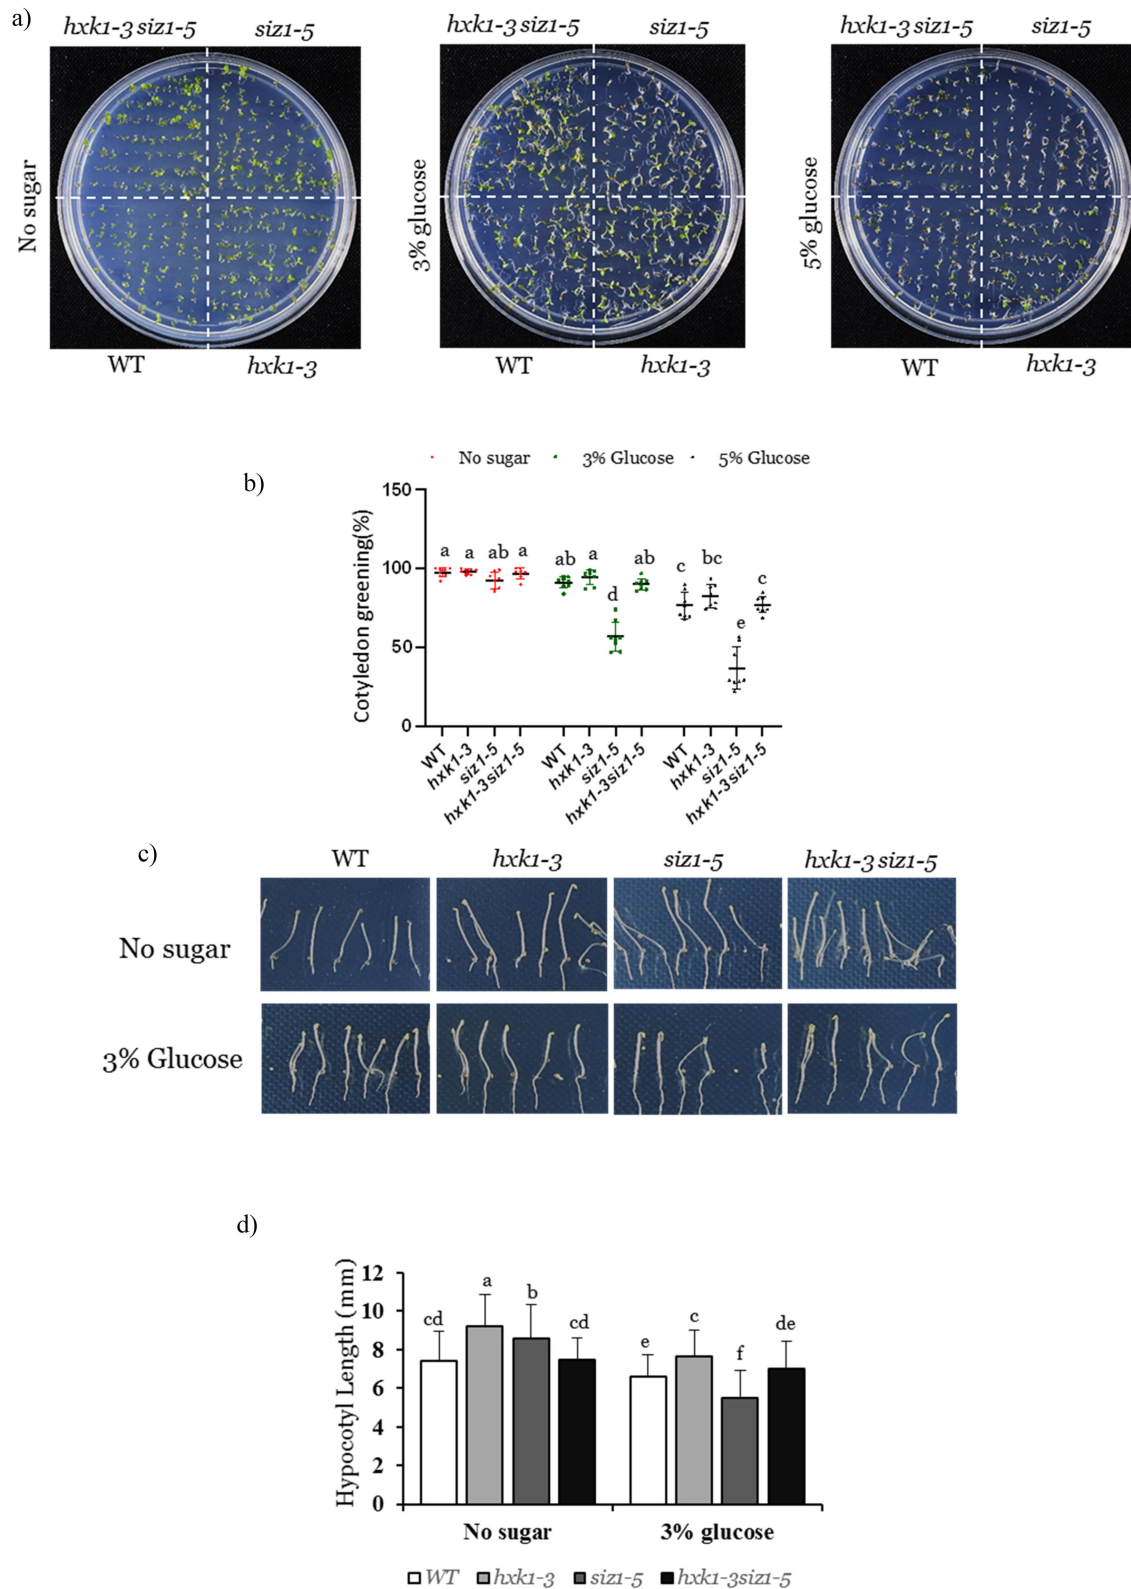 a)
hxk1-3 siz1-5 siz1-5
No sugar
WT hxk1-3
hxk1-3 siz1-5 siz1-5
3% glucose
WT hxk1-3
hxk1-3 siz1-5 siz1-5
5% glucose
WT hxk1-3
b)
No sugar 3% Glucose 5% Glucose
Cotyledon greening(%)
150
100
50
0
a a ab a ab a d ab c bc e c
WT hxk1-3 siz1-5 hxk1-3siz1-5 WT hxk1-3 siz1-5 hxk1-3siz1-5 WT hxk1-3 siz1-5 hxk1-3siz1-5
c)
WT hxk1-3 siz1-5 hxk1-3 siz1-5
No sugar
3% Glucose
d)
Hypocotyl Length (mm)
12
10
8
6
4
2
0
cd a b cd e c f de
No sugar 3% glucose
WT hxk1-3 siz1-5 hxk1-3siz1-5